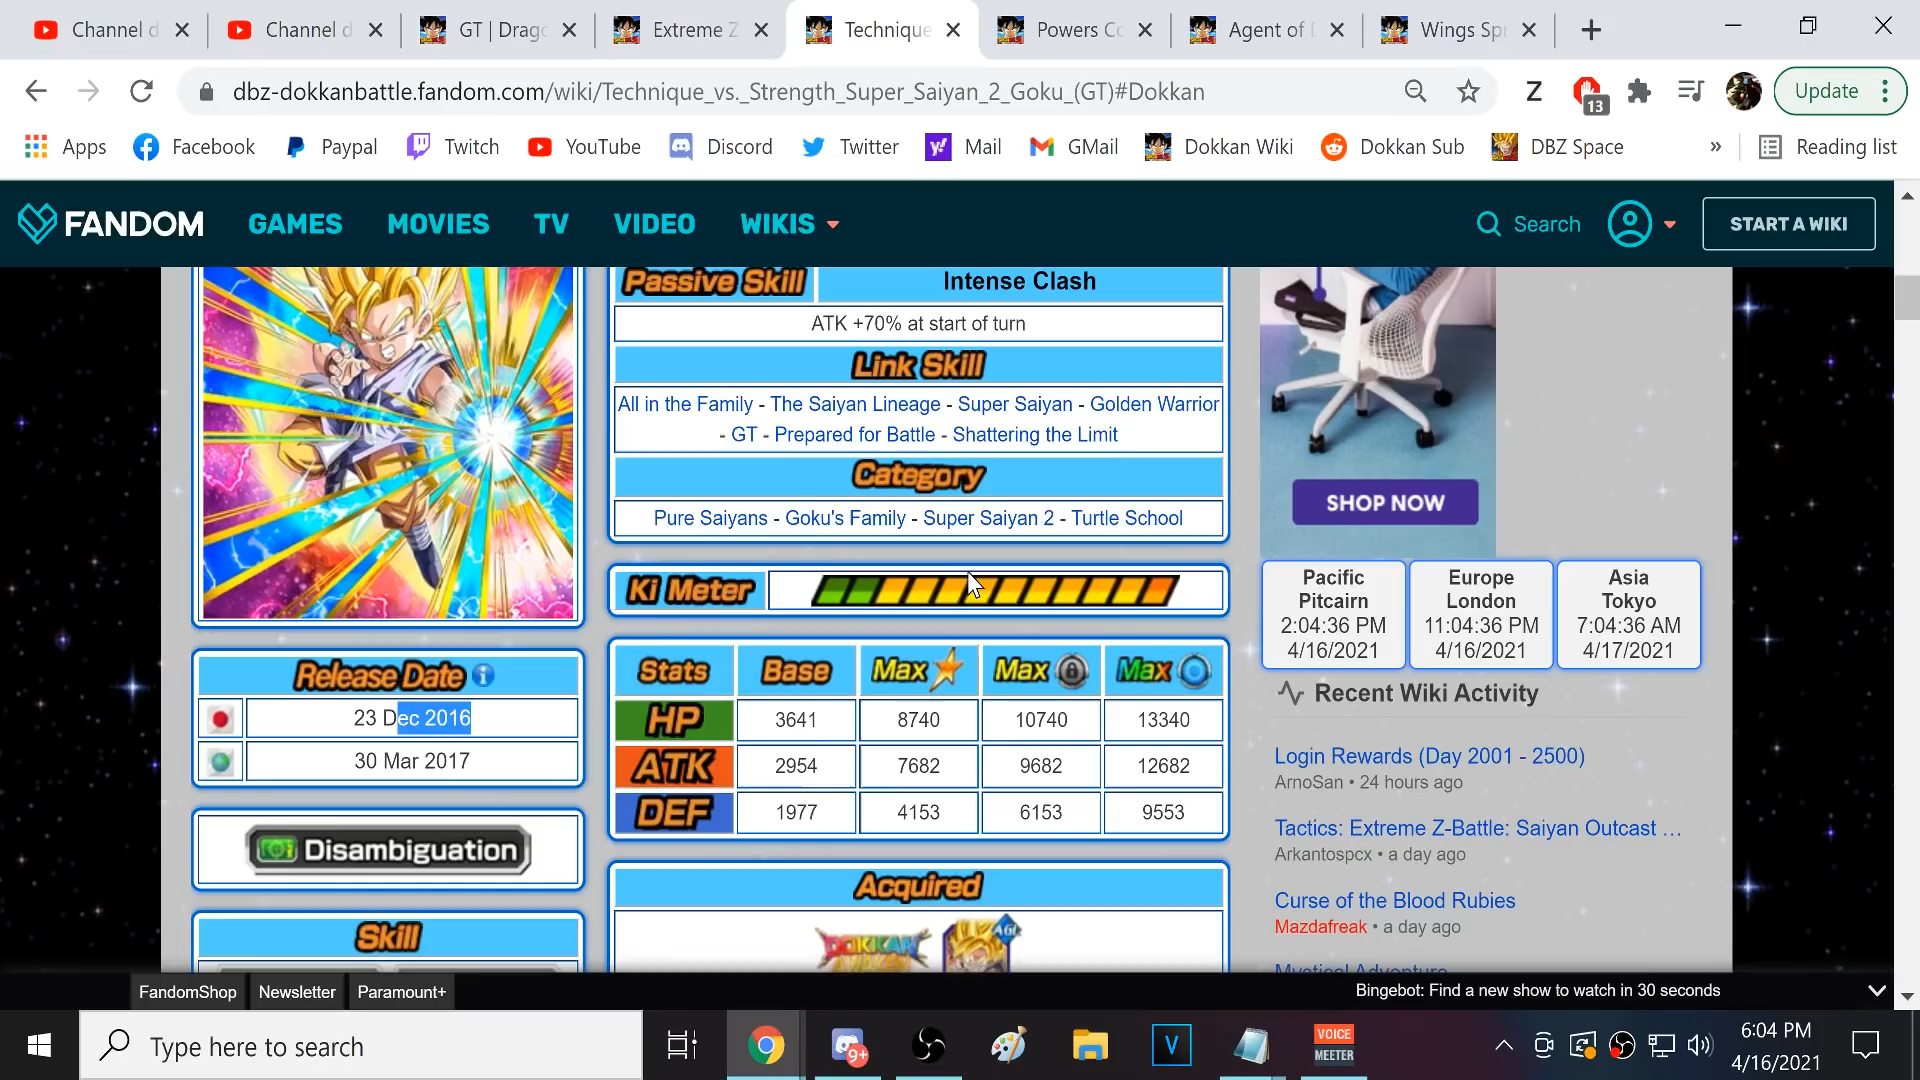 Channel d
Channel d
GT | Drago
Extreme Z
Technique
Powers Co
Agent of D
Wings Spr
dbz-dokkanbattle.fandom.com/wiki/Technique_vs._Strength_Super_Saiyan_2_Goku_(GT)#Dokkan
Z
13
Update
Apps
Facebook
Paypal
Twitch
YouTube
Discord
Twitter
Mail
GMail
Dokkan Wiki
Dokkan Sub
DBZ Space
»
Reading list
FANDOM
GAMES
MOVIES
TV
VIDEO
WIKIS
Search
START A WIKI
Passive Skill
Intense Clash
ATK +70% at start of turn
Link Skill
All in the Family - The Saiyan Lineage - Super Saiyan - Golden Warrior
- GT - Prepared for Battle - Shattering the Limit
Category
Pure Saiyans - Goku's Family - Super Saiyan 2 - Turtle School
Ki Meter
Stats Base Max Max Max
HP 3641 8740 10740 13340
ATK 2954 7682 9682 12682
DEF 1977 4153 6153 9553
Acquired
DOKKAN
AGL
Release Date
23 Dec 2016
30 Mar 2017
Disambiguation
Skill
SHOP NOW
Pacific
Pitcairn
2:04:36 PM
4/16/2021
Europe
London
11:04:36 PM
4/16/2021
Asia
Tokyo
7:04:36 AM
4/17/2021
Recent Wiki Activity
Login Rewards (Day 2001 - 2500)
ArnoSan • 24 hours ago
Tactics: Extreme Z-Battle: Saiyan Outcast ...
Arkantospcx • a day ago
Curse of the Blood Rubies
Mazdafreak • a day ago
Mystical Adventure
FandomShop
Newsletter
Paramount+
Bingebot: Find a new show to watch in 30 seconds
Type here to search
9+
V
VOICE
MEETER
6:04 PM
4/16/2021